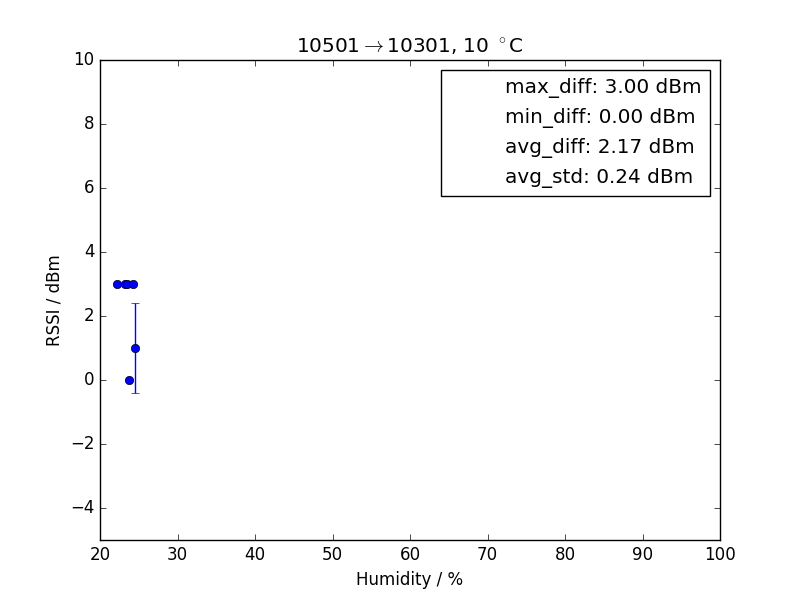 10501→10301, 10 °C
max_diff: 3.00 dBm
min_diff: 0.00 dBm
avg_diff: 2.17 dBm
avg_std: 0.24 dBm
10
8
6
4
2
0
−2
−4
RSSI / dBm
20 30 40 50 60 70 80 90 100
Humidity / %